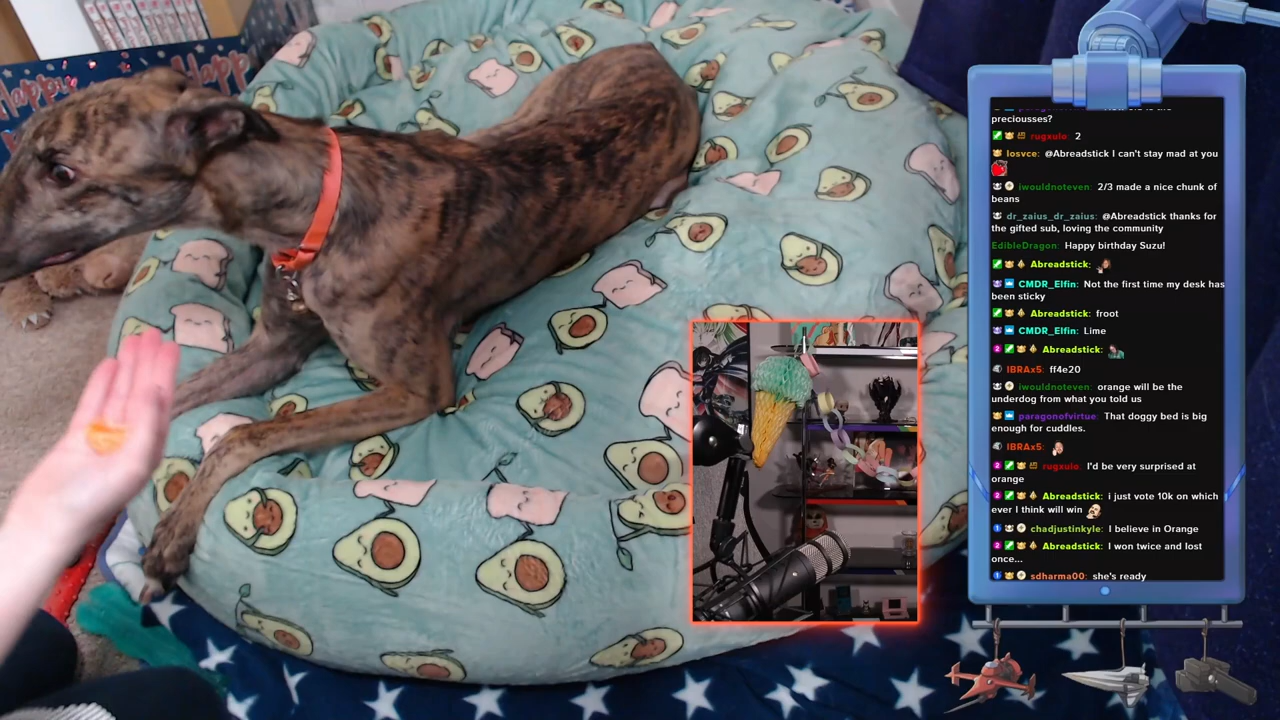 Happy
Happy
preciousses?
rugxulo: 2
losvce: @Abreadstick I can't stay mad at you
iwouldnoteven: 2/3 made a nice chunk of
beans
dr_zaius_dr_zaius: @Abreadstick thanks for
the gifted sub, loving the community
EdibleDragon: Happy birthday Suzu!
Abreadstick:
CMDR_Elfin: Not the first time my desk has
been sticky
Abreadstick: froot
CMDR_Elfin: Lime
Abreadstick:
IBRAx5: ff4e20
iwouldnoteven: orange will be the
underdog from what you told us
paragonofvirtue: That doggy bed is big
enough for cuddles.
IBRAx5:
rugxulo: I'd be very surprised at
orange
Abreadstick: i just vote 10k on which
ever I think will win
chadjustinkyle: I believe in Orange
Abreadstick: I won twice and lost
once...
sdharma00: she's ready